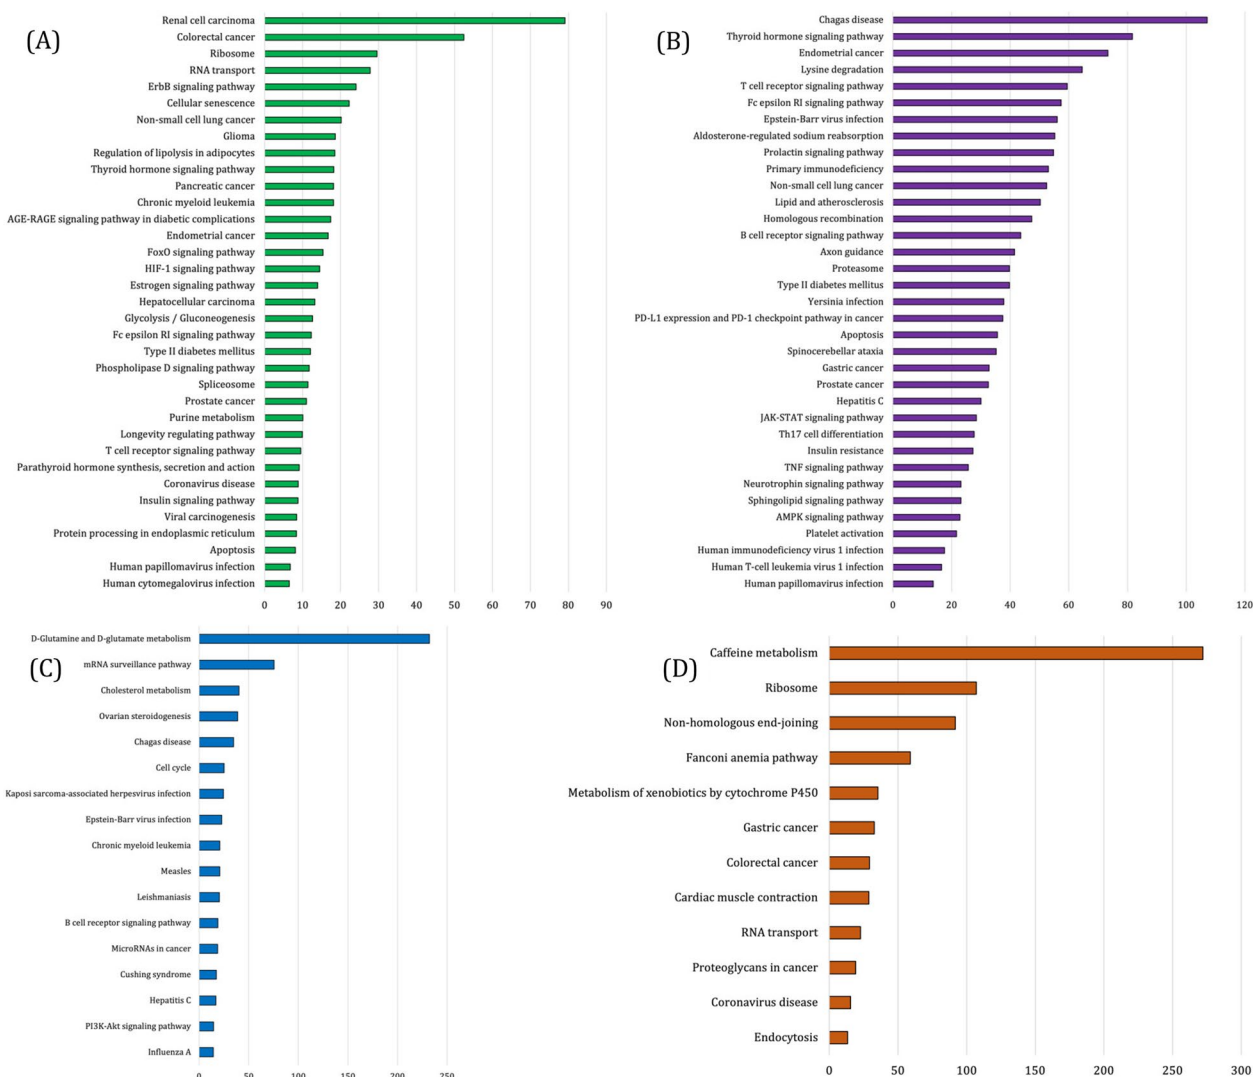 (A)
Renal cell carcinoma
Colorectal cancer
Ribosome
RNA transport
ErbB signaling pathway
Cellular senescence
Non-small cell lung cancer
Glioma
Regulation of lipolysis in adipocytes
Thyroid hormone signaling pathway
Pancreatic cancer
Chronic myeloid leukemia
AGE-RAGE signaling pathway in diabetic complications
Endometrial cancer
FoxO signaling pathway
HIF-1 signaling pathway
Estrogen signaling pathway
Hepatocellular carcinoma
Glycolysis / Gluconeogenesis
Fc epsilon RI signaling pathway
Type II diabetes mellitus
Phospholipase D signaling pathway
Spliceosome
Prostate cancer
Purine metabolism
Longevity regulating pathway
T cell receptor signaling pathway
Parathyroid hormone synthesis, secretion and action
Coronavirus disease
Insulin signaling pathway
Viral carcinogenesis
Protein processing in endoplasmic reticulum
Apoptosis
Human papillomavirus infection
Human cytomegalovirus infection
0 10 20 30 40 50 60 70 80 90
(B)
Chagas disease
Thyroid hormone signaling pathway
Endometrial cancer
Lysine degradation
T cell receptor signaling pathway
Fc epsilon RI signaling pathway
Epstein-Barr virus infection
Aldosterone-regulated sodium reabsorption
Prolactin signaling pathway
Primary immunodeficiency
Non-small cell lung cancer
Lipid and atherosclerosis
Homologous recombination
B cell receptor signaling pathway
Axon guidance
Proteasome
Type II diabetes mellitus
Yersinia infection
PD-L1 expression and PD-1 checkpoint pathway in cancer
Apoptosis
Spinocerebellar ataxia
Gastric cancer
Prostate cancer
Hepatitis C
JAK-STAT signaling pathway
Th17 cell differentiation
Insulin resistance
TNF signaling pathway
Neurotrophin signaling pathway
Sphingolipid signaling pathway
AMPK signaling pathway
Platelet activation
Human immunodeficiency virus 1 infection
Human T-cell leukemia virus 1 infection
Human papillomavirus infection
0 20 40 60 80 100 120
(C)
D-Glutamine and D-glutamate metabolism
mRNA surveillance pathway
Cholesterol metabolism
Ovarian steroidogenesis
Chagas disease
Cell cycle
Kaposi sarcoma-associated herpesvirus infection
Epstein-Barr virus infection
Chronic myeloid leukemia
Measles
Leishmaniasis
B cell receptor signaling pathway
MicroRNAs in cancer
Cushing syndrome
Hepatitis C
PI3K-Akt signaling pathway
Influenza A
0 50 100 150 200 250
(D)
Caffeine metabolism
Ribosome
Non-homologous end-joining
Fanconi anemia pathway
Metabolism of xenobiotics by cytochrome P450
Gastric cancer
Colorectal cancer
Cardiac muscle contraction
RNA transport
Proteoglycans in cancer
Coronavirus disease
Endocytosis
0 50 100 150 200 250 300